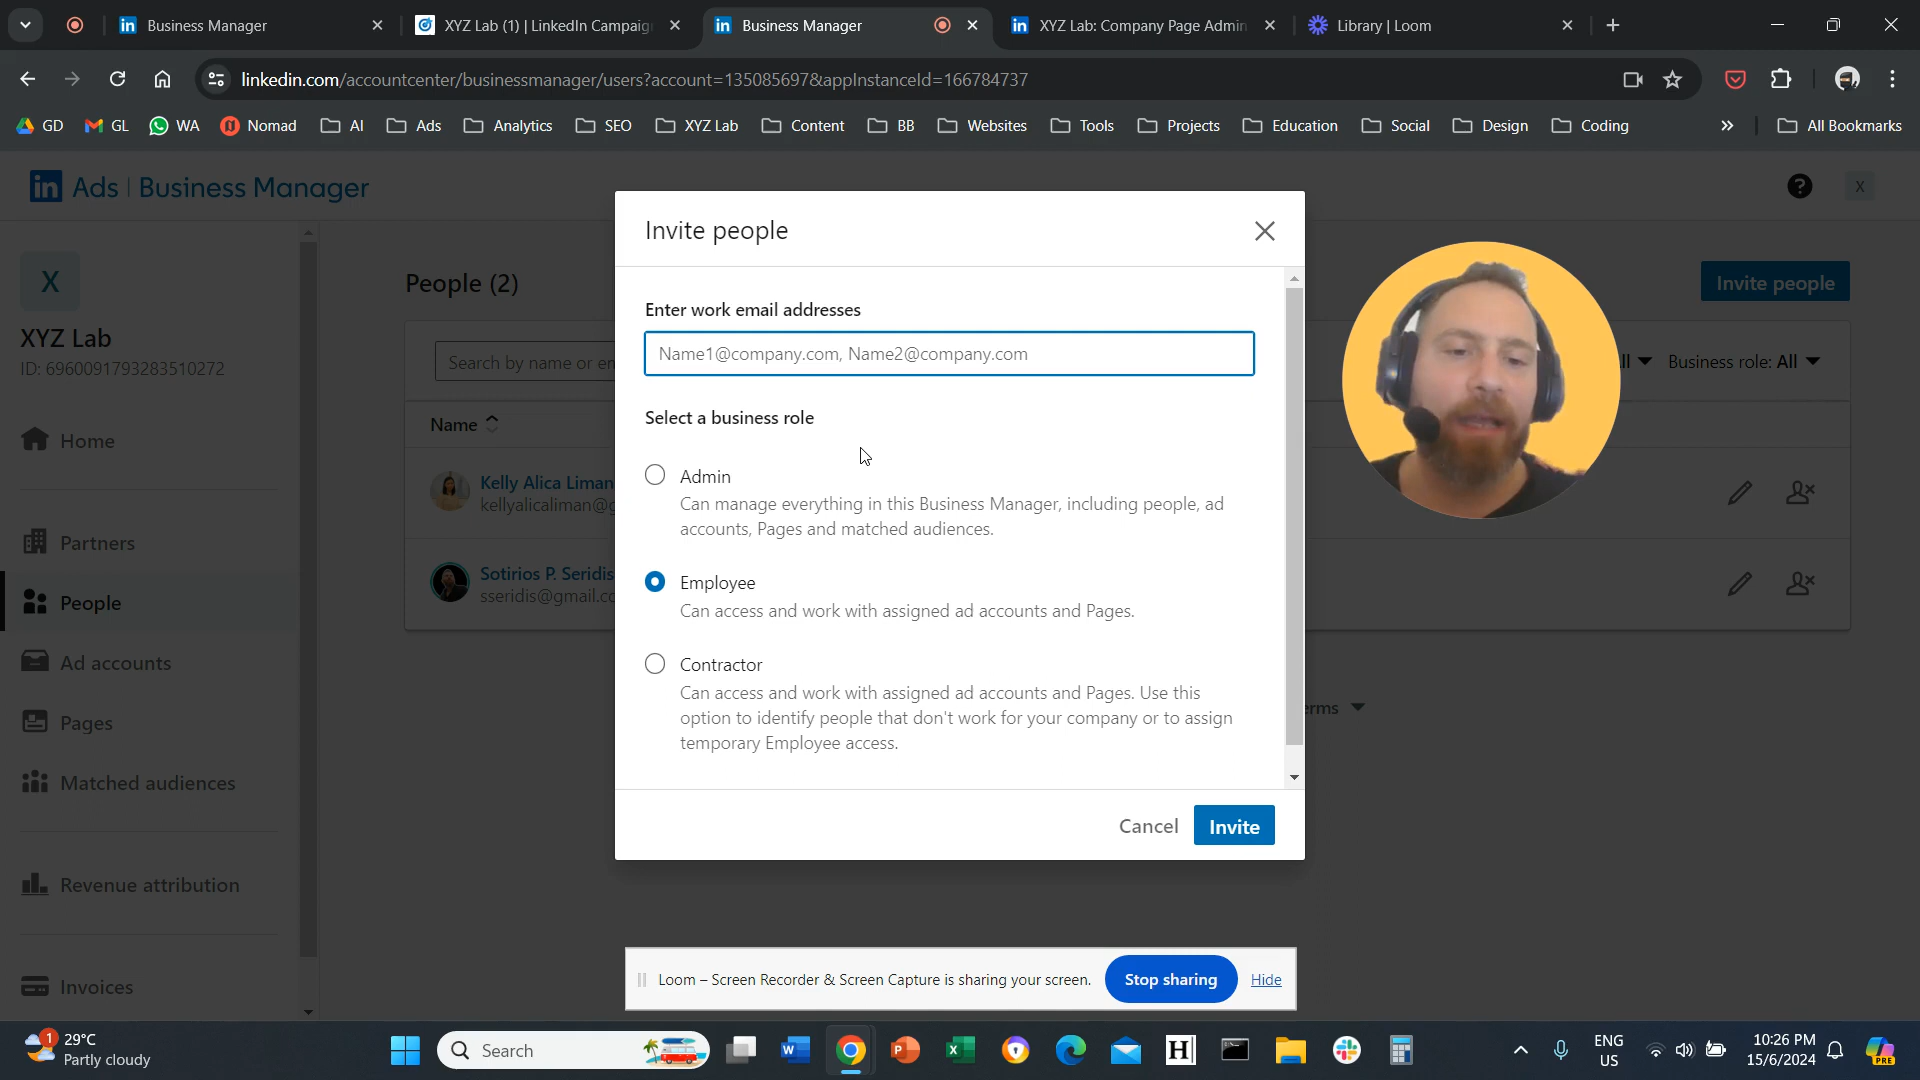 Business Manager
XYZ Lab (1) | LinkedIn Campaig
Business Manager
XYZ Lab: Company Page Admin
Library | Loom
linkedin.com/accountcenter/businessmanager/users?account=135085697&appInstanceId=166784737
GD
GL
WA
Nomad
AI
Ads
Analytics
SEO
XYZ Lab
Content
BB
Websites
Tools
Projects
Education
Social
Design
Coding
All Bookmarks
in Ads | Business Manager
X
X
XYZ Lab
ID: 6960091793283510272
Home
Partners
People
Ad accounts
Pages
Matched audiences
Revenue attribution
Invoices
People (2)
Invite people
Search by name or en
Business role: All
Name
Kelly Alica Liman
kellyalicaliman@g
Sotirios P. Seridis
sseridis@gmail.co
Invite people
Enter work email addresses
Name1@company.com, Name2@company.com
Select a business role
Admin
Can manage everything in this Business Manager, including people, ad
accounts, Pages and matched audiences.
Employee
Can access and work with assigned ad accounts and Pages.
Contractor
Can access and work with assigned ad accounts and Pages. Use this
option to identify people that don't work for your company or to assign
temporary Employee access.
Cancel
Invite
Loom – Screen Recorder & Screen Capture is sharing your screen.
Stop sharing
Hide
1
29°C
Partly cloudy
Search
ENG
US
10:26 PM
15/6/2024